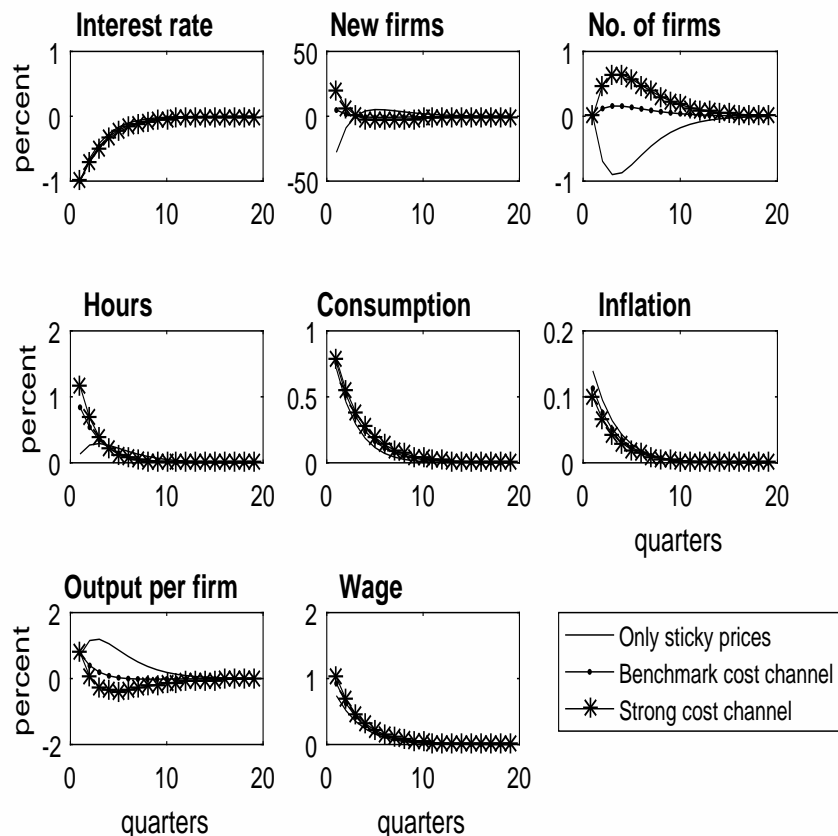 Interest rate
New firms
No. of firms
percent
1
0
-1
0
10
20
50
0
-50
0
10
20
1
0
-1
0
10
20
Hours
Consumption
Inflation
percent
2
1
0
0
10
20
1
0.5
0
0
10
20
0.2
0.1
0
0
10
20
quarters
Output per firm
Wage
percent
2
0
-2
0
10
20
quarters
2
1
0
0
10
20
quarters
Only sticky prices
Benchmark cost channel
Strong cost channel